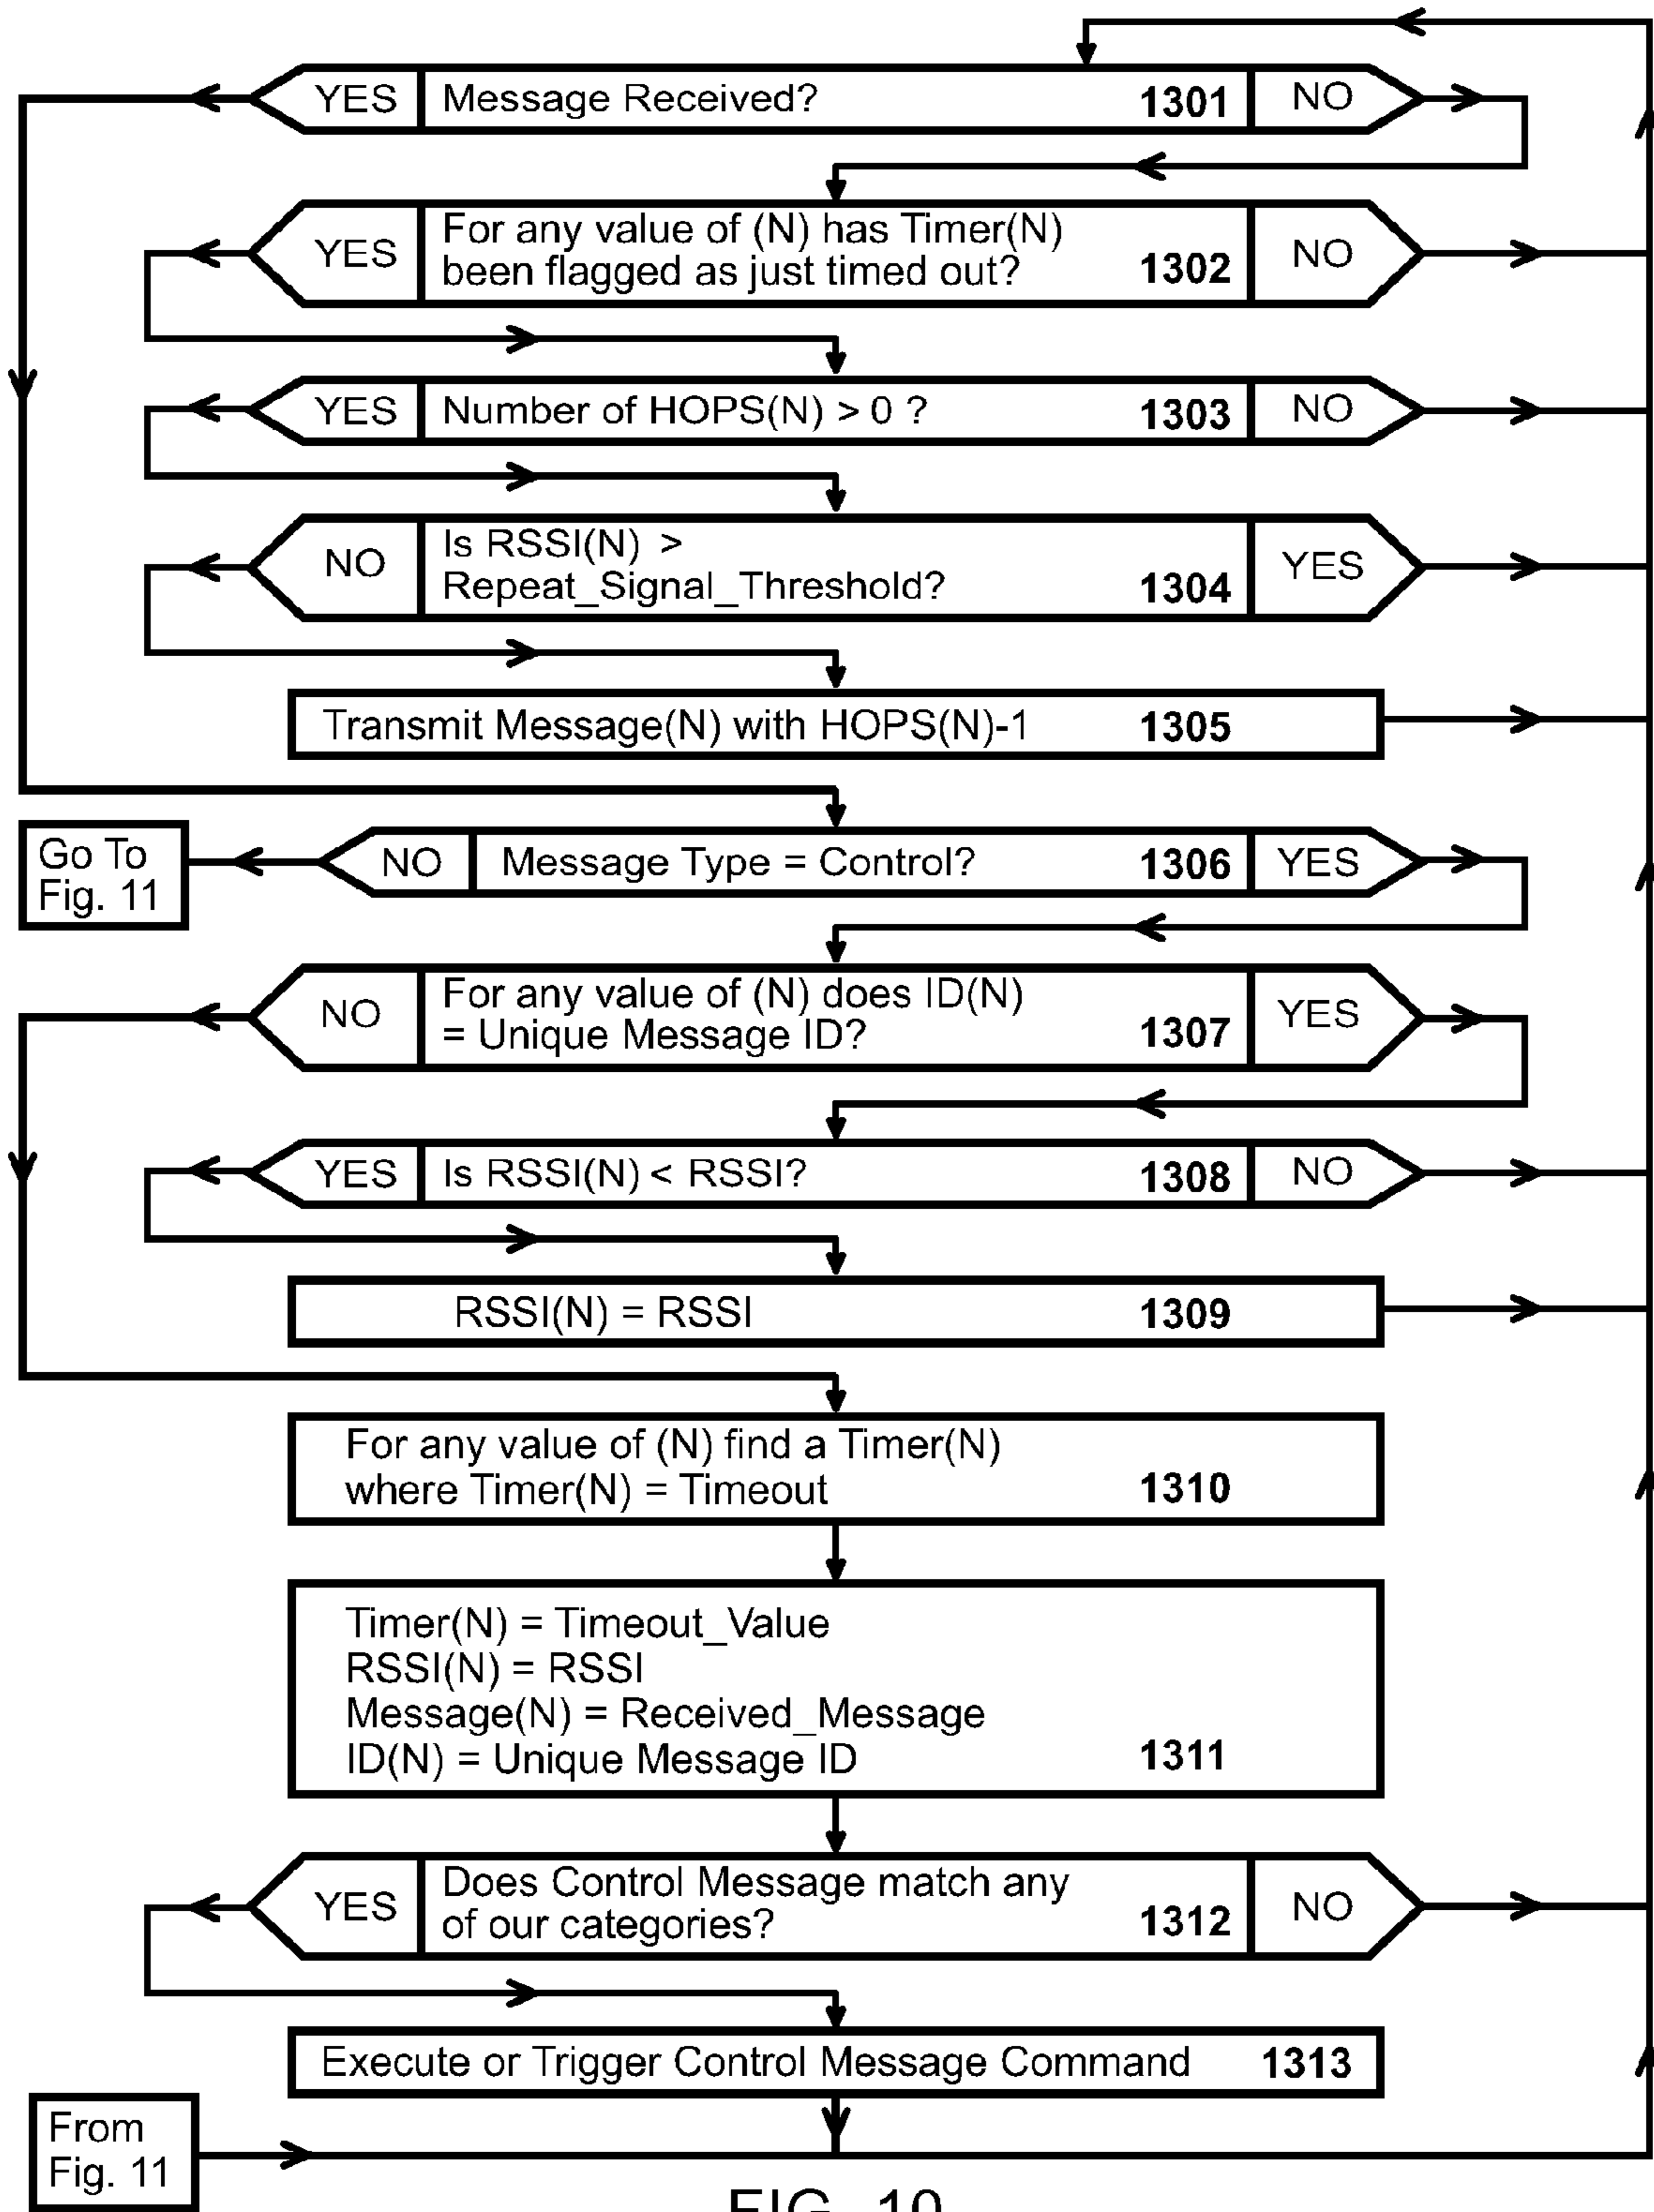 YES Message Received? 1301 NO
For any value of (N) has Timer(N)
YES been flagged as just timed out? 1302 NO
YES Number of HOPS(N) > 0 ? 1303 NO
Is RSSI(N) >
NO Repeat_Signal_Threshold? 1304 YES
Transmit Message(N) with HOPS(N)-1 1305
Go To
Fig. 11
NO Message Type = Control? 1306 YES
For any value of (N) does ID(N)
NO = Unique Message ID? 1307 YES
YES Is RSSI(N) < RSSI? 1308 NO
RSSI(N) = RSSI 1309
For any value of (N) find a Timer(N)
where Timer(N) = Timeout 1310
Timer(N) = Timeout_Value
RSSI(N) = RSSI
Message(N) = Received_Message
ID(N) = Unique Message ID 1311
Does Control Message match any
YES of our categories? 1312 NO
Execute or Trigger Control Message Command 1313
From
Fig. 11
FIG. 10